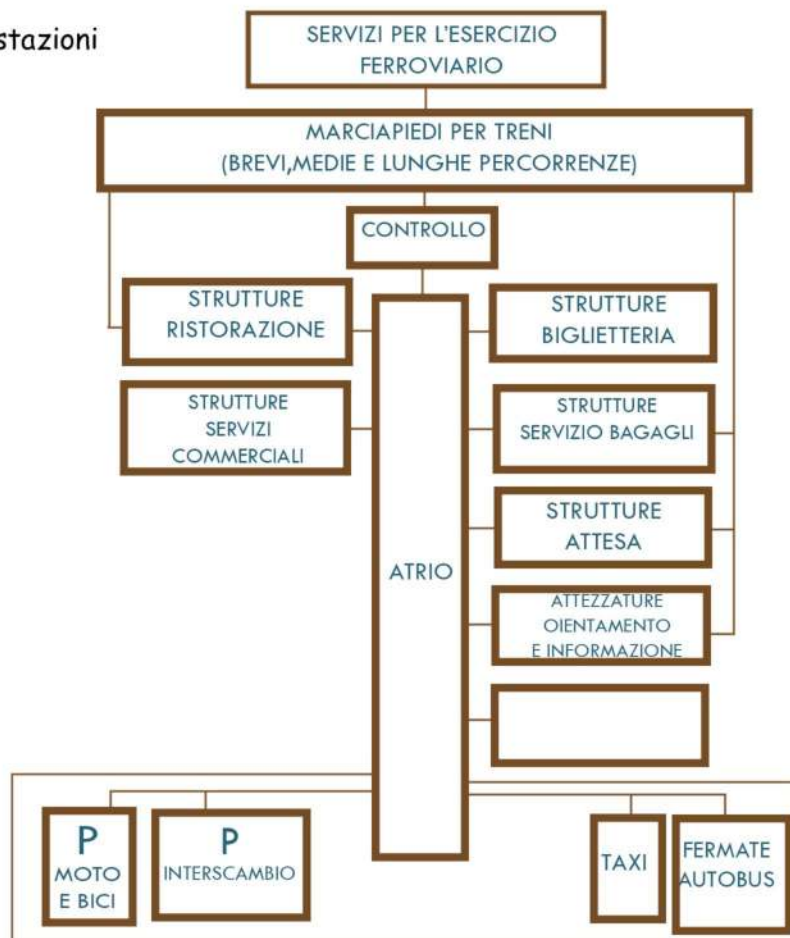 stazioni
SERVIZI PER L'ESERCIZIO
FERROVIARIO
MARCIAPIEDI PER TRENI
(BREVI,MEDIE E LUNGHE PERCORRENZE)
CONTROLLO
STRUTTURE
RISTORAZIONE
STRUTTURE
BIGLIETTERIA
STRUTTURE
SERVIZI
COMMERCIALI
STRUTTURE
SERVIZIO BAGAGLI
STRUTTURE
ATTESA
ATRIO
ATTEZZATURE
OIENTAMENTO
E INFORMAZIONE
P
MOTO
E BICI
P
INTERSCAMBIO
TAXI
FERMATE
AUTOBUS